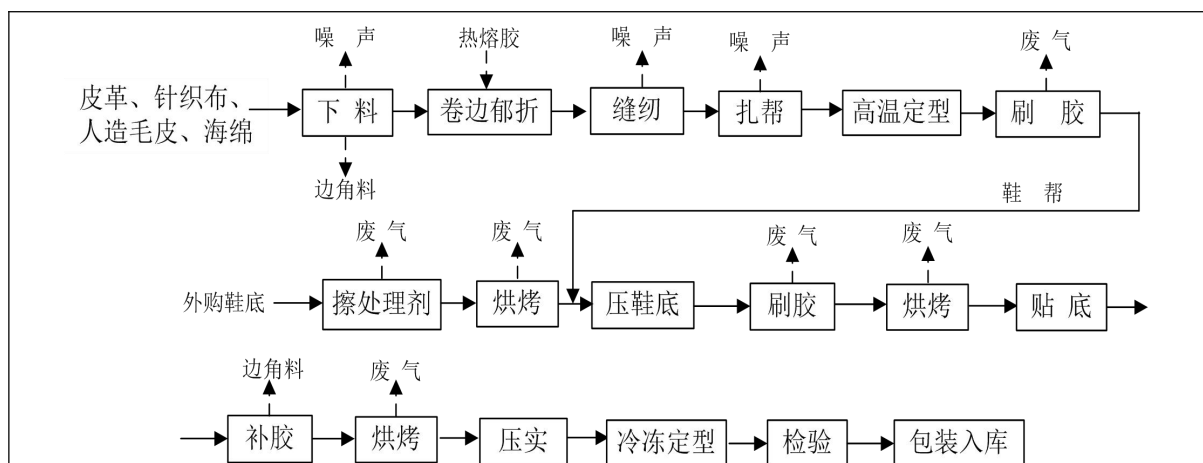 噪 声
热熔胶
噪 声
噪 声
废 气
皮革、针织布、
人造毛皮、海绵
下 料
卷边郁折
缝纫
扎帮
高温定型
刷 胶
边角料
鞋 帮
废 气
废 气
废 气
废 气
外购鞋底
擦处理剂
烘烤
压鞋底
刷胶
烘烤
贴 底
边角料
废 气
补胶
烘烤
压实
冷冻定型
检验
包装入库